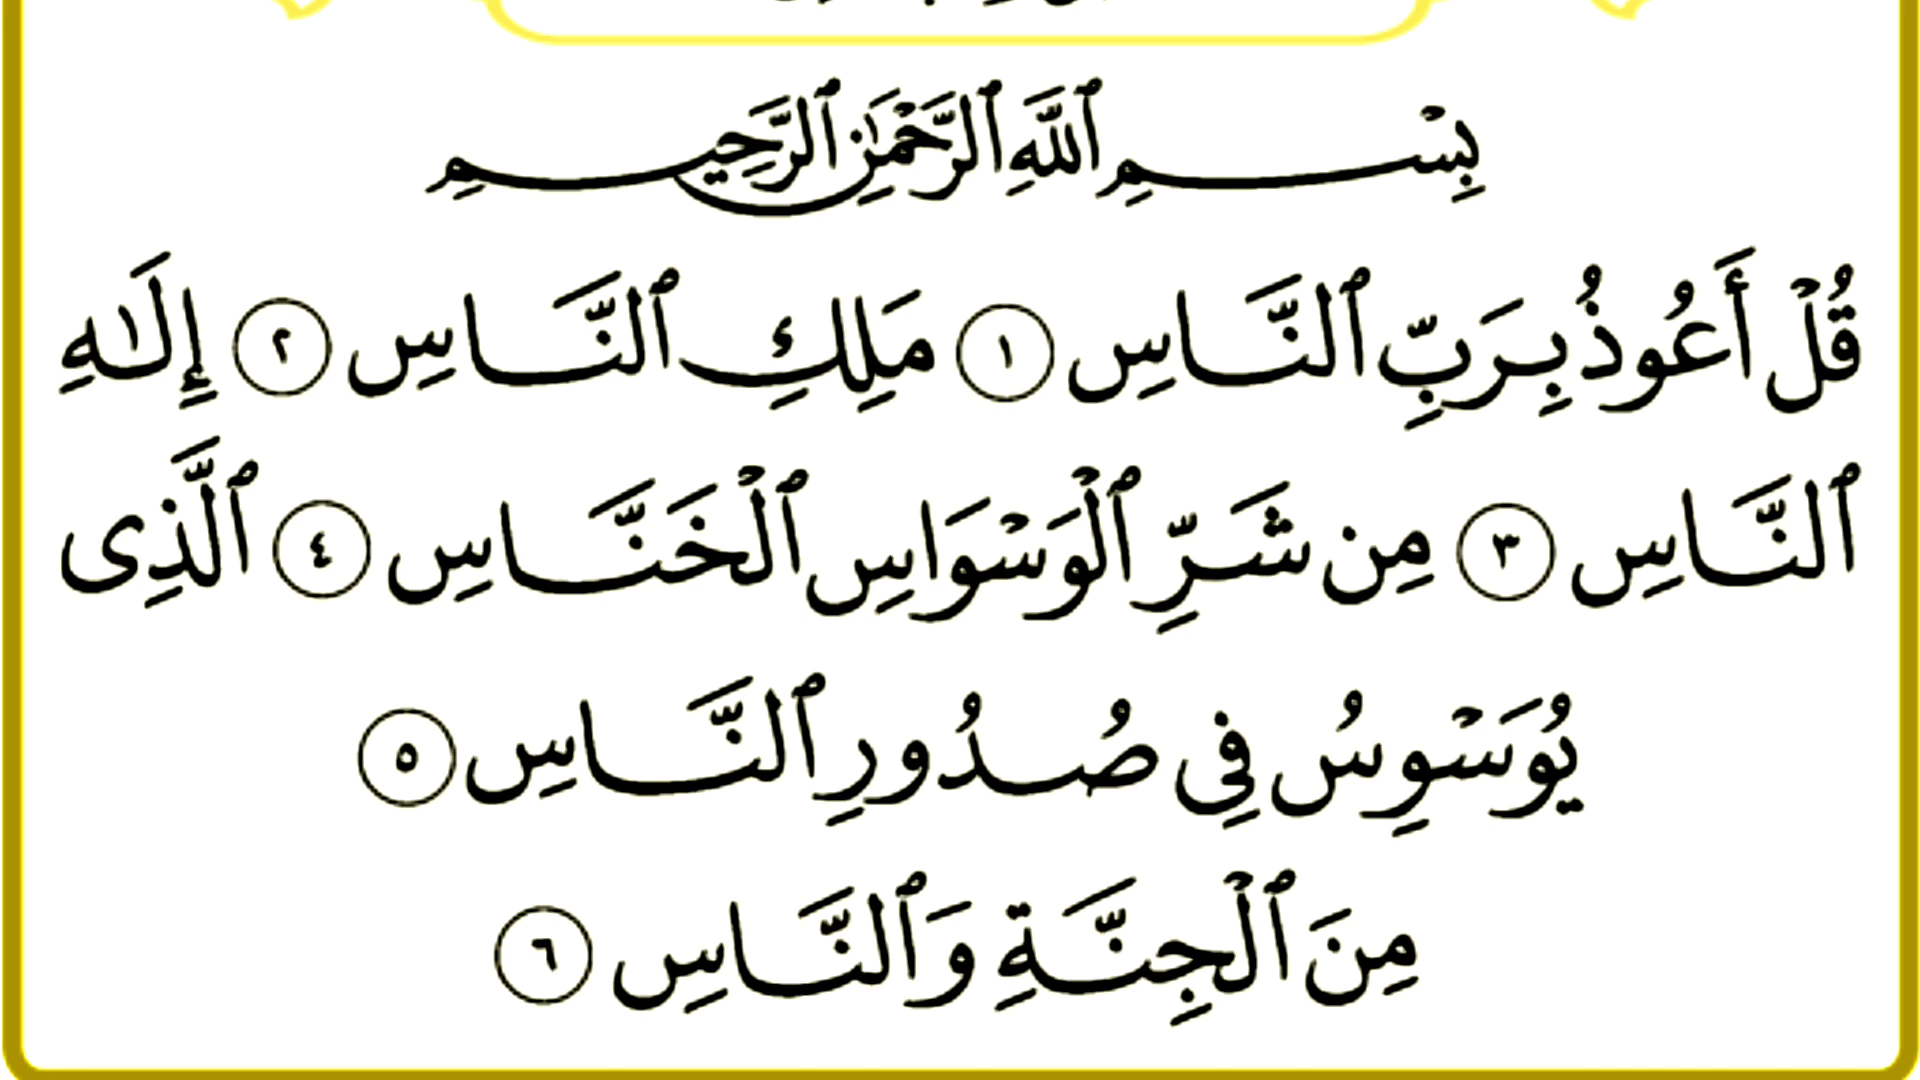 بِسْمِ ٱللَّهِ ٱلرَّحْمَٰنِ ٱلرَّحِيمِ
قُلْ أَعُوذُ بِرَبِّ ٱلنَّاسِ ١ مَلِكِ ٱلنَّاسِ ٢ إِلَٰهِ
ٱلنَّاسِ ٣ مِن شَرِّ ٱلْوَسْوَاسِ ٱلْخَنَّاسِ ٤ ٱلَّذِى
يُوَسْوِسُ فِى صُدُورِ ٱلنَّاسِ ٥
مِنَ ٱلْجِنَّةِ وَٱلنَّاسِ ٦